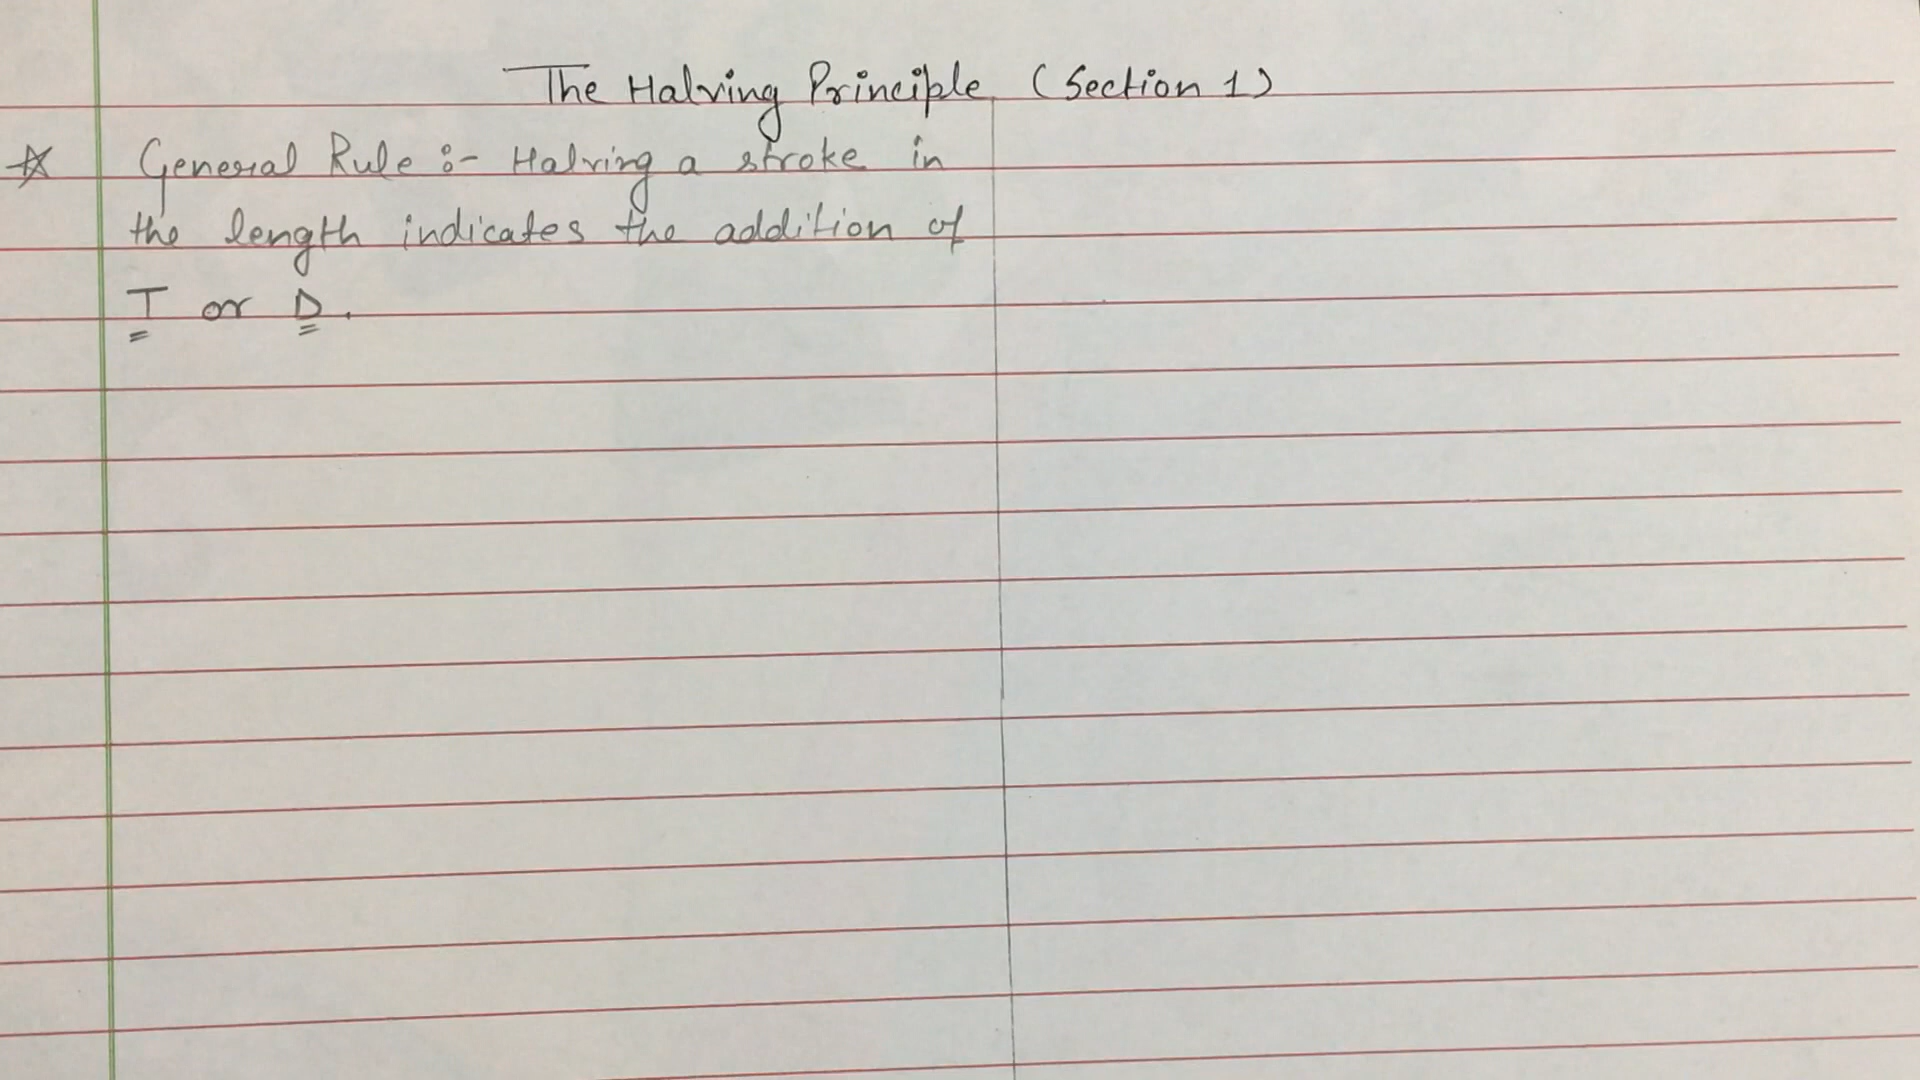 The Halving Principle (Section 1)
☆ General Rule :- Halving a stroke in
the length indicates the addition of
T or D.